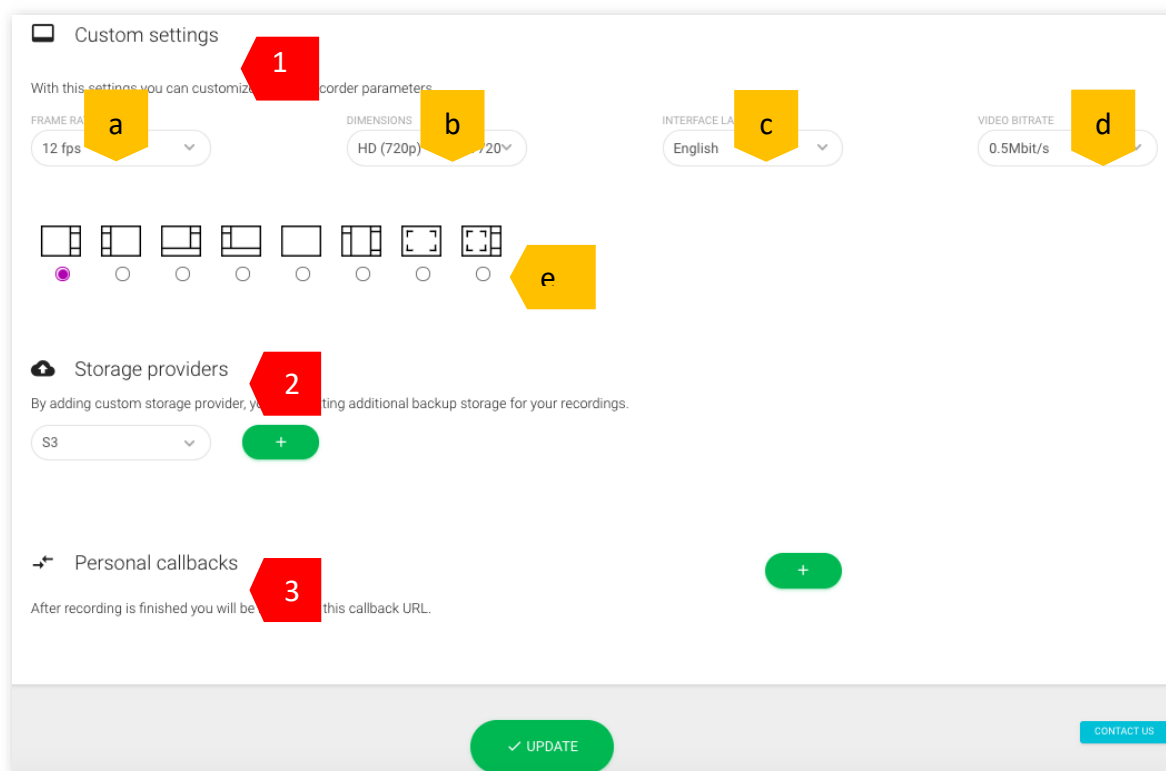 Custom settings
1
With this settings you can customize corder parameters
FRAME RA
DIMENSIONS
INTERFACE LA
VIDEO BITRATE
a
b
c
d
12 fps
HD (720p) 720
English
0.5Mbit/s
e
Storage providers
2
By adding custom storage provider, y ting additional backup storage for your recordings.
S3
+
Personal callbacks
+
3
After recording is finished you will be this callback URL.
✓ UPDATE
CONTACT US